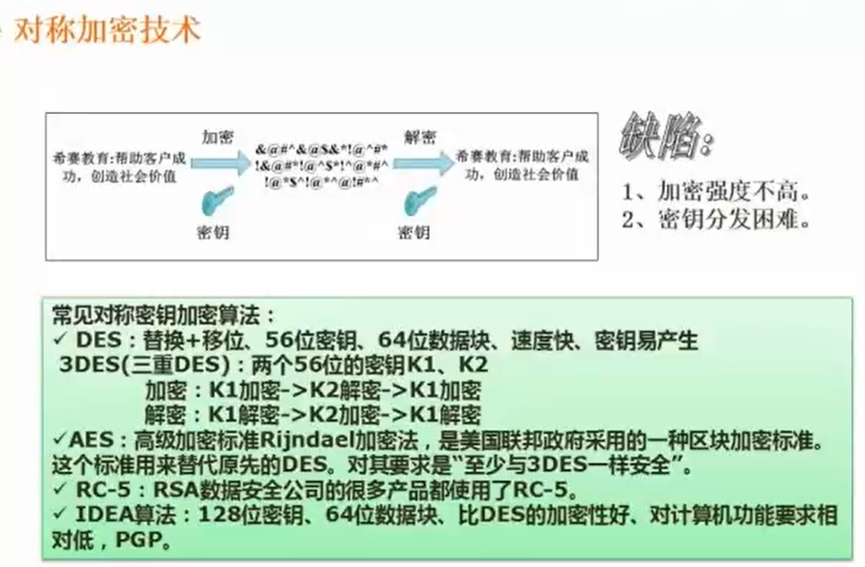 对称加密技术
加密
解密
希赛教育:帮助客户成
功，创造社会价值
&@#^&@$&*!@^#*
!&@#*!@^$*!^@*#^
!@*$^!@*^@!#*^
希赛教育:帮助客户成
功，创造社会价值
密钥
密钥
缺陷:
1、加密强度不高。
2、密钥分发困难。
常见对称密钥加密算法：
✓ DES：替换+移位、56位密钥、64位数据块、速度快、密钥易产生
3DES(三重DES)：两个56位的密钥K1、K2
加密：K1加密->K2解密->K1加密
解密：K1解密->K2加密->K1解密
✓AES：高级加密标准Rijndael加密法，是美国联邦政府采用的一种区块加密标准。
这个标准用来替代原先的DES。对其要求是“至少与3DES一样安全”。
✓ RC-5：RSA数据安全公司的很多产品都使用了RC-5。
✓ IDEA算法：128位密钥、64位数据块、比DES的加密性好、对计算机功能要求相
对低，PGP。